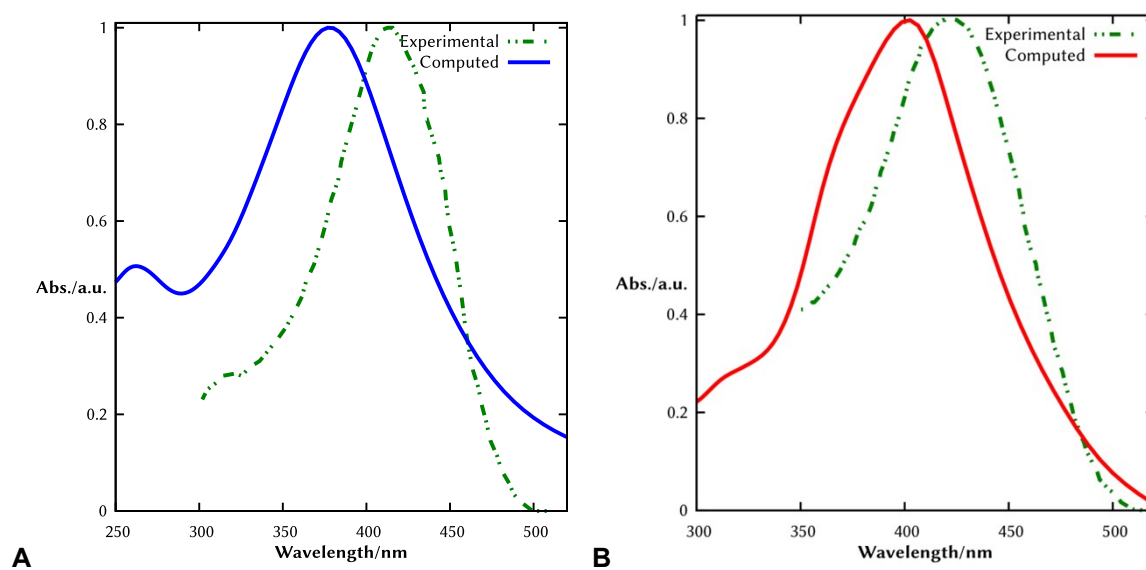 1
Experimental
Computed
0.8
0.6
Abs./a.u.
0.4
0.2
0
250 300 350 400 450 500
Wavelength/nm
A
1
Experimental
Computed
0.8
0.6
Abs./a.u.
0.4
0.2
0
300 350 400 450 500
Wavelength/nm
B